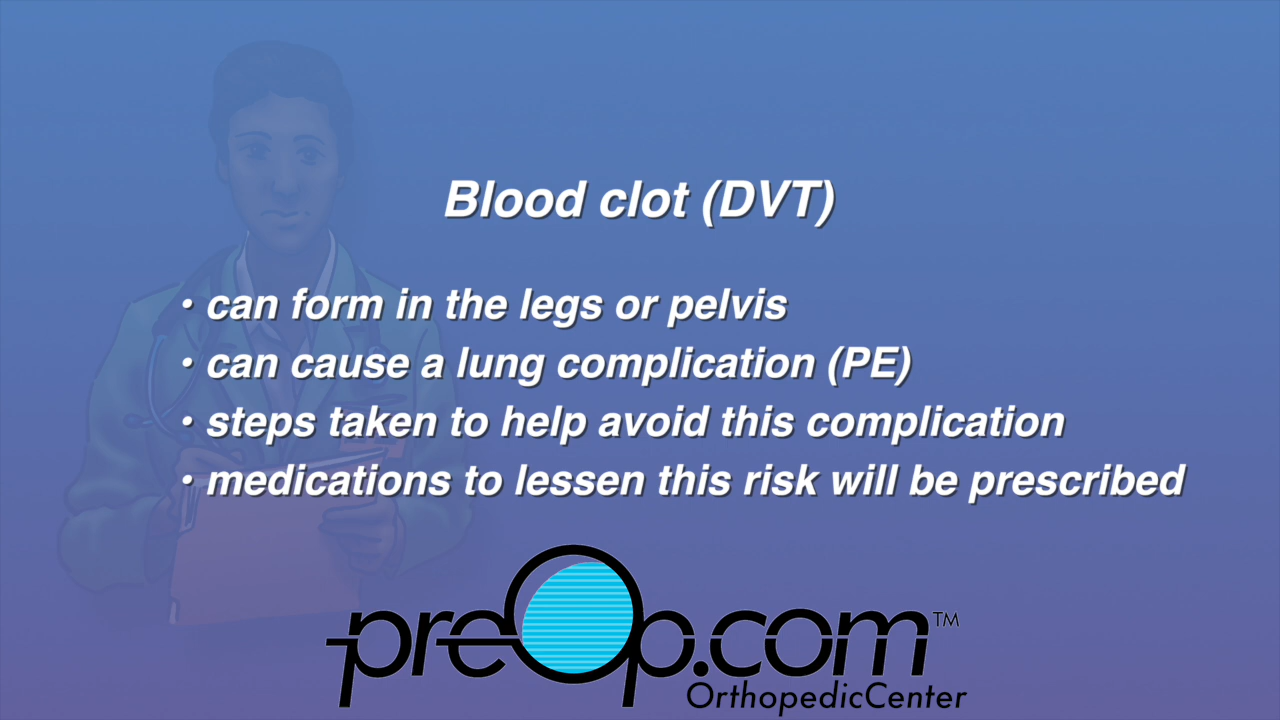 Blood clot (DVT)
• can form in the legs or pelvis
• can cause a lung complication (PE)
• steps taken to help avoid this complication
• medications to lessen this risk will be prescribed
preOp.com™
OrthopedicCenter